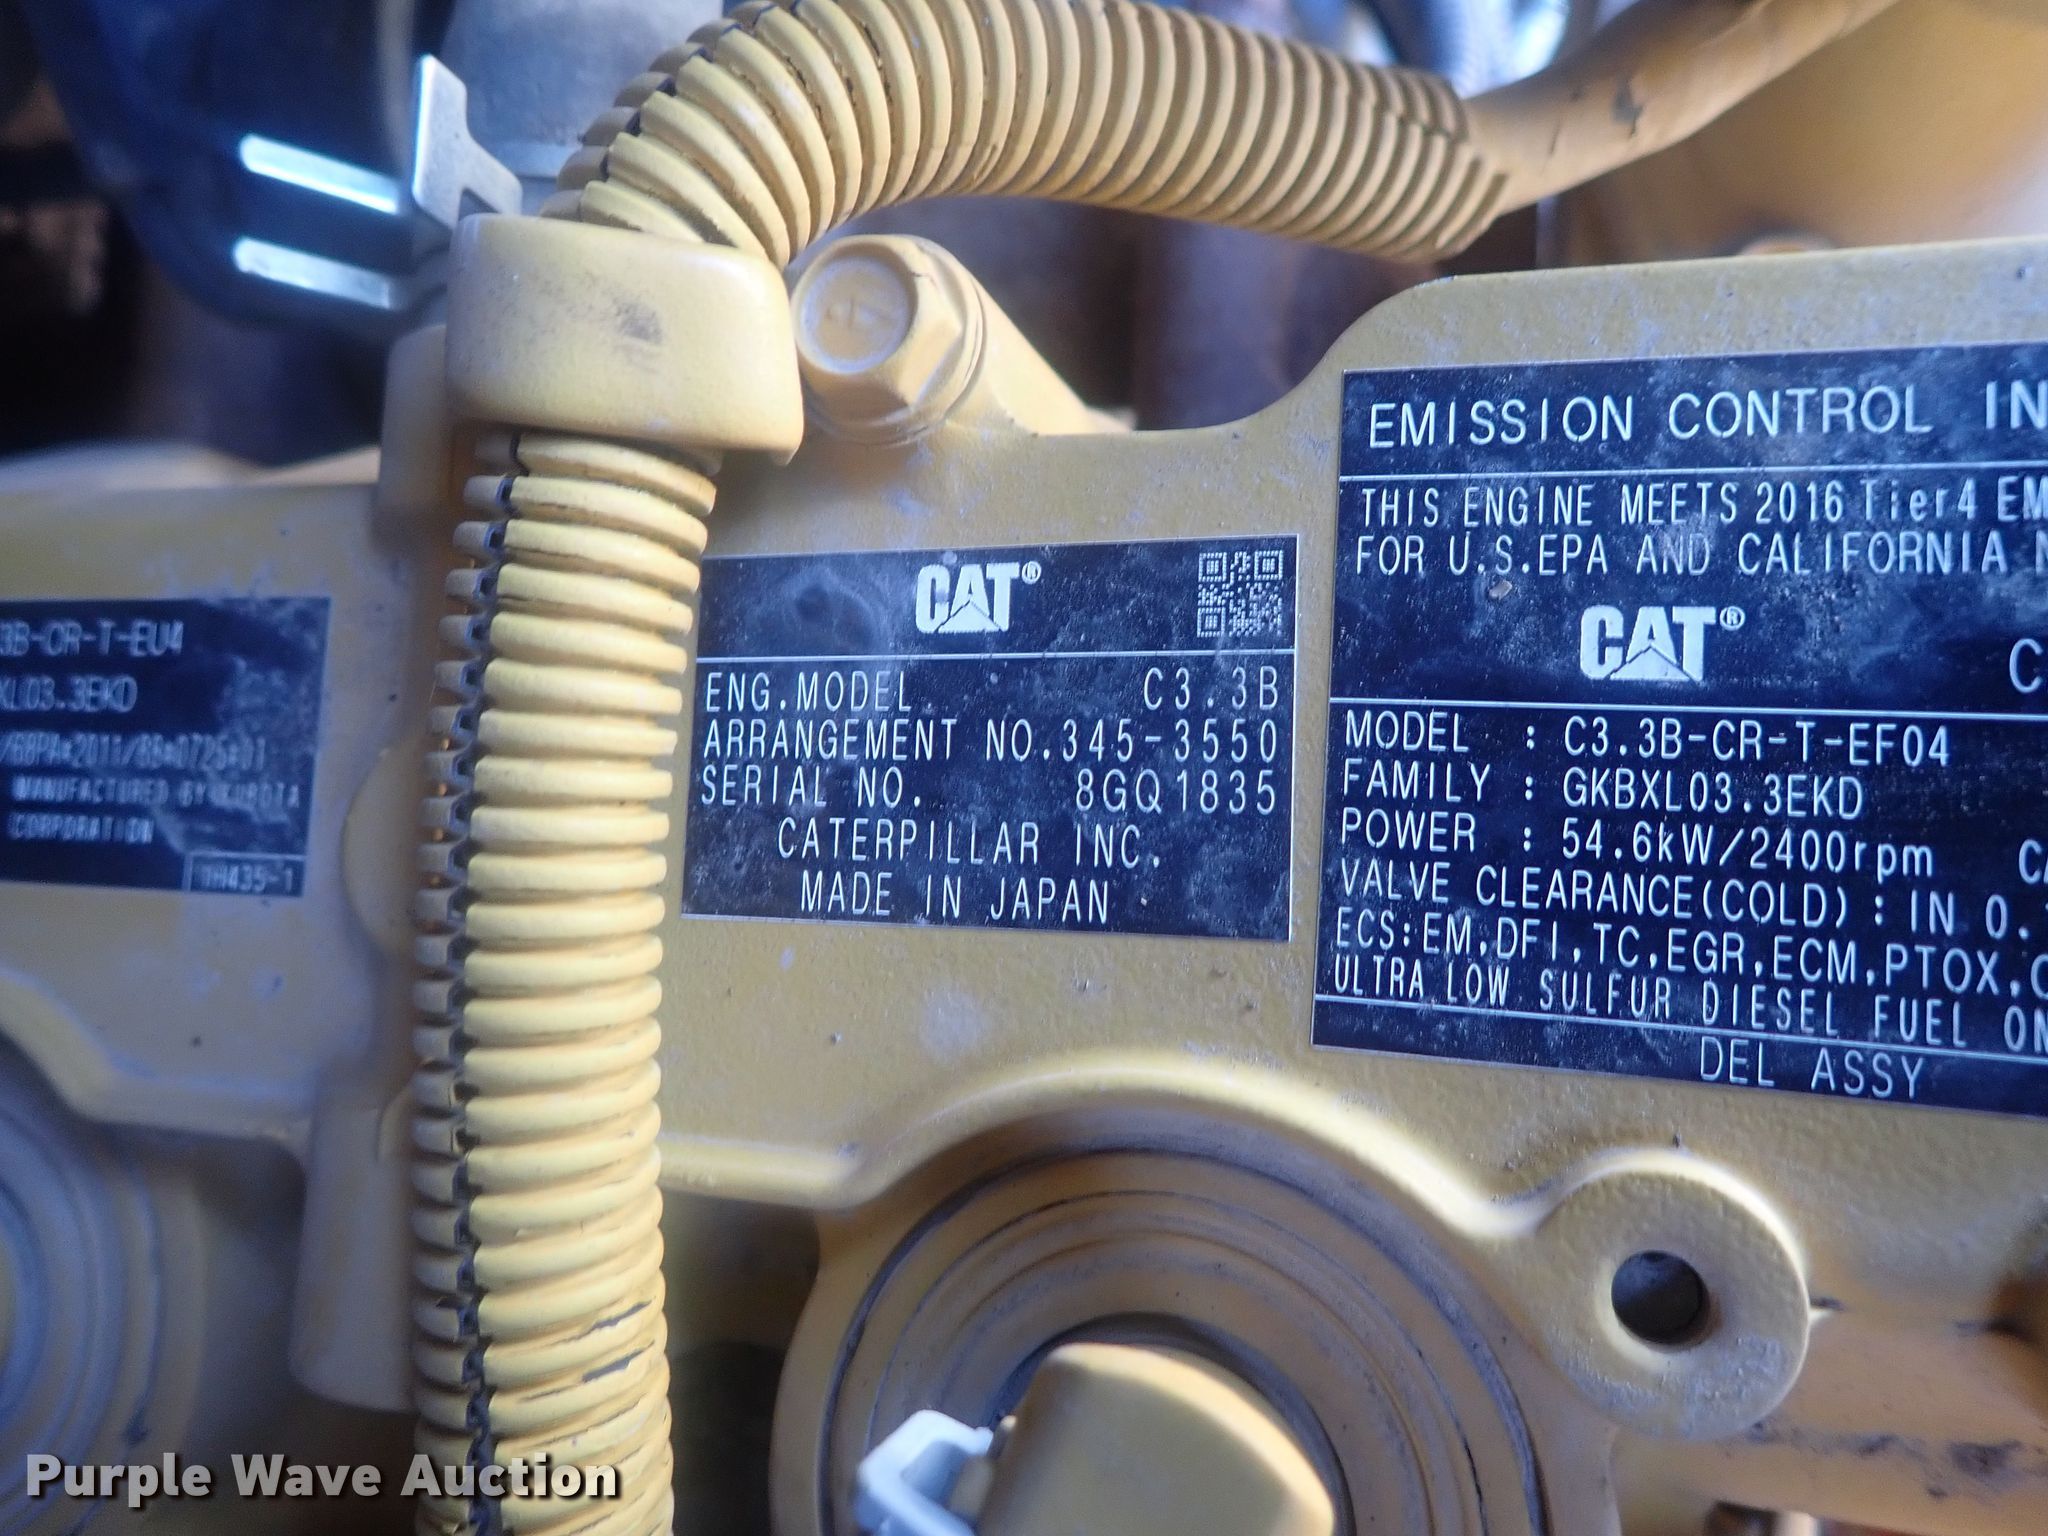 3B-CR-T-EU4
XL03.3EKD
MANUFACTURED BY KUBOTA
CORPORATION
CAT®
ENG.MODEL C3.3B
ARRANGEMENT NO.345-3550
SERIAL NO. 8GQ1835
CATERPILLAR INC.
MADE IN JAPAN
EMISSION CONTROL IN
THIS ENGINE MEETS 2016 Tier4 EM
FOR U.S.EPA AND CALIFORNIA
CAT® C
MODEL : C3.3B-CR-T-EF04
FAMILY : GKBXL03.3EKD
POWER : 54.6kW/2400rpm CA
VALVE CLEARANCE(COLD) : IN 0.
ECS:EM,DFI,TC,EGR,ECM,PTOX,
ULTRA LOW SULFUR DIESEL FUEL ON
DEL ASSY
Purple Wave Auction